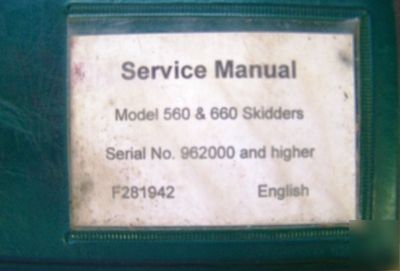 Service Manual
Model 560 & 660 Skidders
Serial No. 962000 and higher
F281942 English